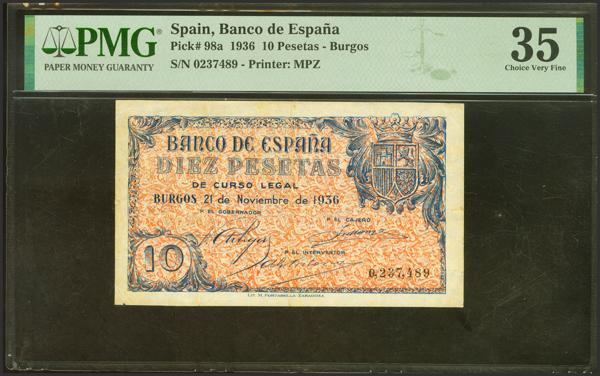 PMG
PAPER MONEY GUARANTY
Spain, Banco de España
Pick# 98a 1936 10 Pesetas - Burgos
S/N 0237489 - Printer: MPZ
35
Choice Very Fine
BANCO DE ESPAÑA
DIEZ PESETAS
DE CURSO LEGAL
BURGOS 21 de Noviembre de 1936
P. EL GOBERNADOR
P. EL CAJERO
P. EL INTERVENTOR
10
0,237,489
LIT. M. PORTABELLA-ZARAGOZA